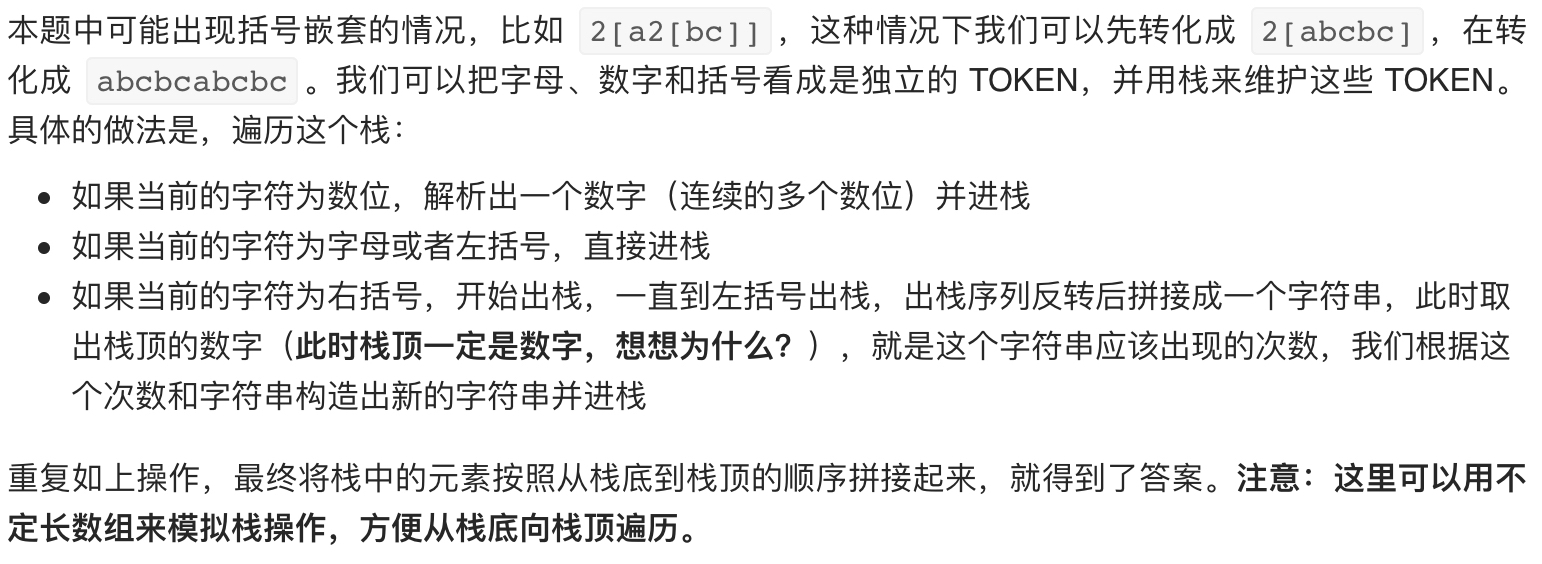 本题中可能出现括号嵌套的情况，比如 2[a2[bc]] ，这种情况下我们可以先转化成 2[abcbc] ，在转
化成 abcbcabcbc 。我们可以把字母、数字和括号看成是独立的 TOKEN，并用栈来维护这些 TOKEN。
具体的做法是，遍历这个栈：
• 如果当前的字符为数位，解析出一个数字（连续的多个数位）并进栈
• 如果当前的字符为字母或者左括号，直接进栈
• 如果当前的字符为右括号，开始出栈，一直到左括号出栈，出栈序列反转后拼接成一个字符串，此时取
出栈顶的数字（此时栈顶一定是数字，想想为什么？），就是这个字符串应该出现的次数，我们根据这
个次数和字符串构造出新的字符串并进栈
重复如上操作，最终将栈中的元素按照从栈底到栈顶的顺序拼接起来，就得到了答案。注意：这里可以用不
定长数组来模拟栈操作，方便从栈底向栈顶遍历。